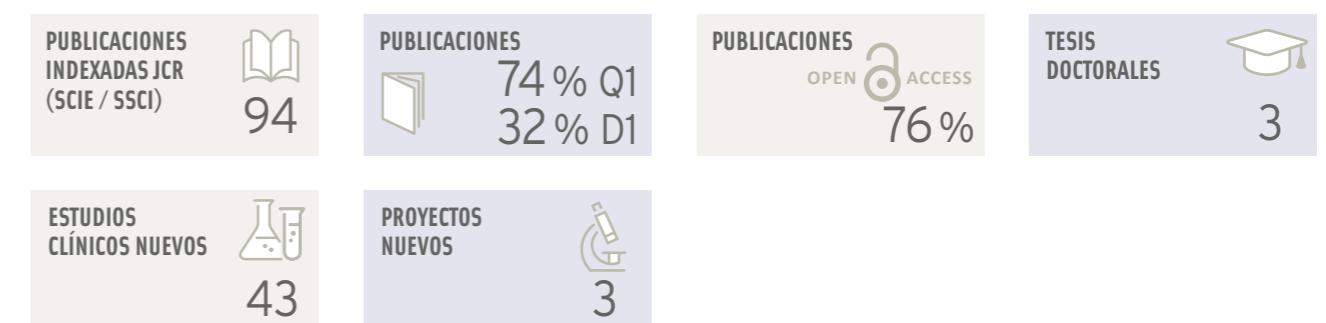 PUBLICACIONES
INDEXADAS JCR
(SCIE / SSCI)
94
PUBLICACIONES
74 % Q1
32 % D1
PUBLICACIONES
OPEN ACCESS
76 %
TESIS
DOCTORALES
3
ESTUDIOS
CLÍNICOS NUEVOS
43
PROYECTOS
NUEVOS
3